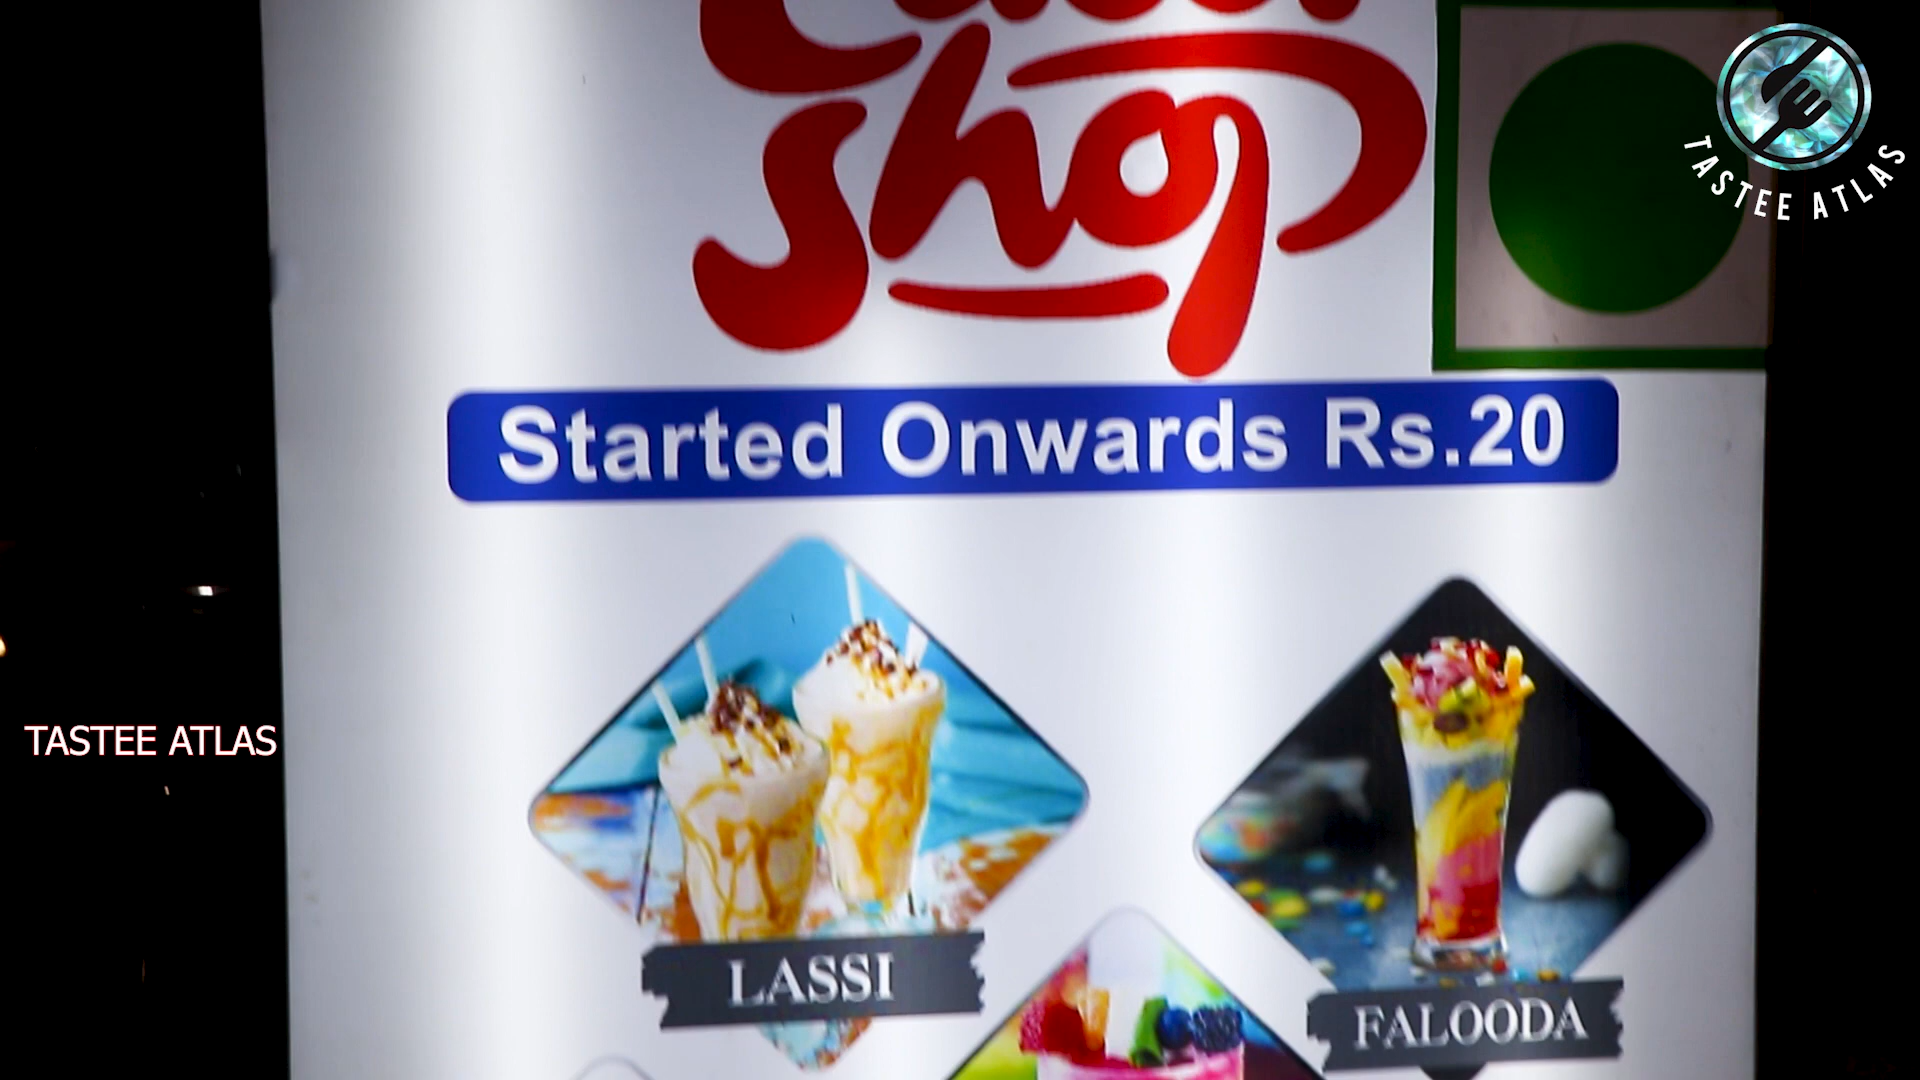 shop
TASTEE ATLAS
Started Onwards Rs.20
TASTEE ATLAS
LASSI
FALOODA